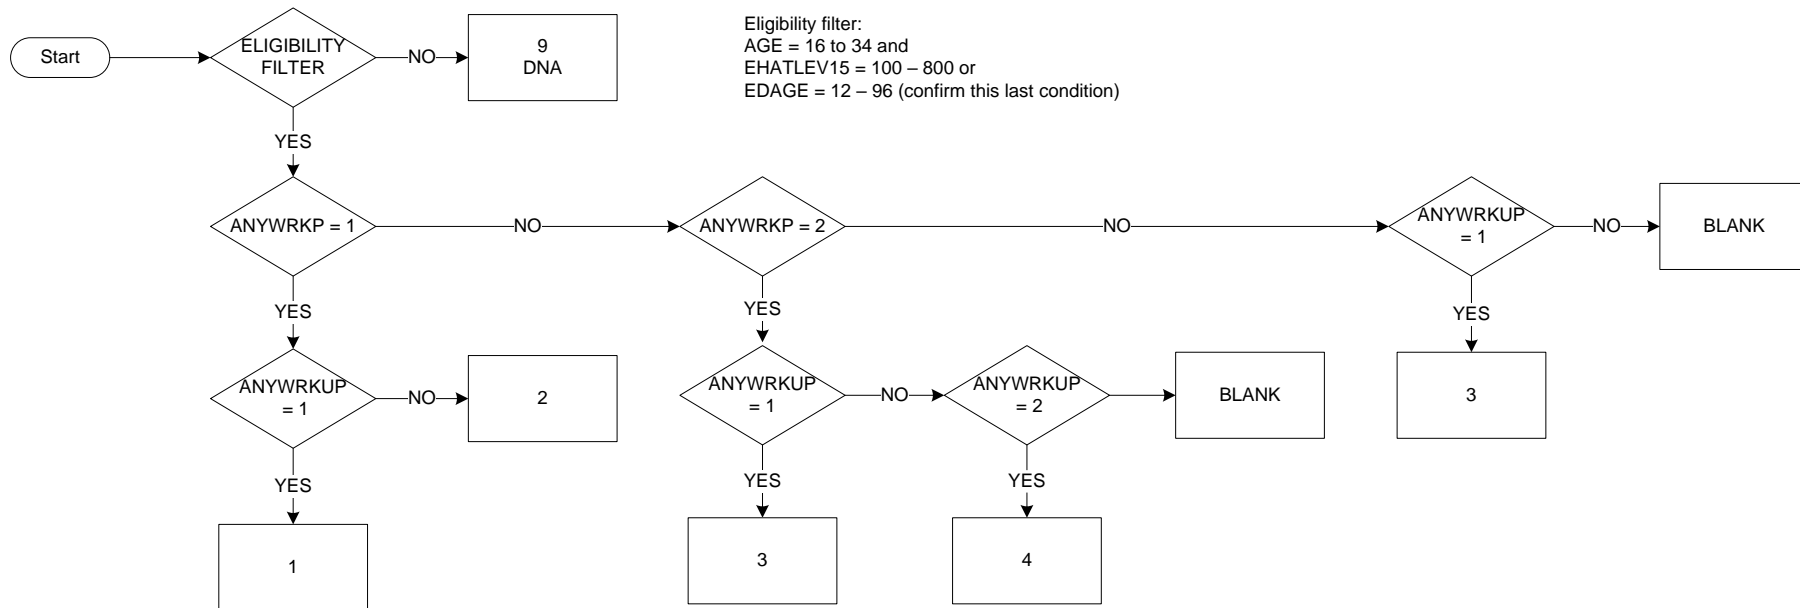 Start
ELIGIBILITY
FILTER
NO
9
DNA
Eligibility filter:
AGE = 16 to 34 and
EHATLEV15 = 100 – 800 or
EDAGE = 12 – 96 (confirm this last condition)
YES
ANYWRKP = 1
NO
ANYWRKP = 2
NO
ANYWRKUP
= 1
NO
BLANK
YES
YES
YES
ANYWRKUP
= 1
NO
2
ANYWRKUP
= 1
NO
ANYWRKUP
= 2
BLANK
3
YES
YES
YES
1
3
4